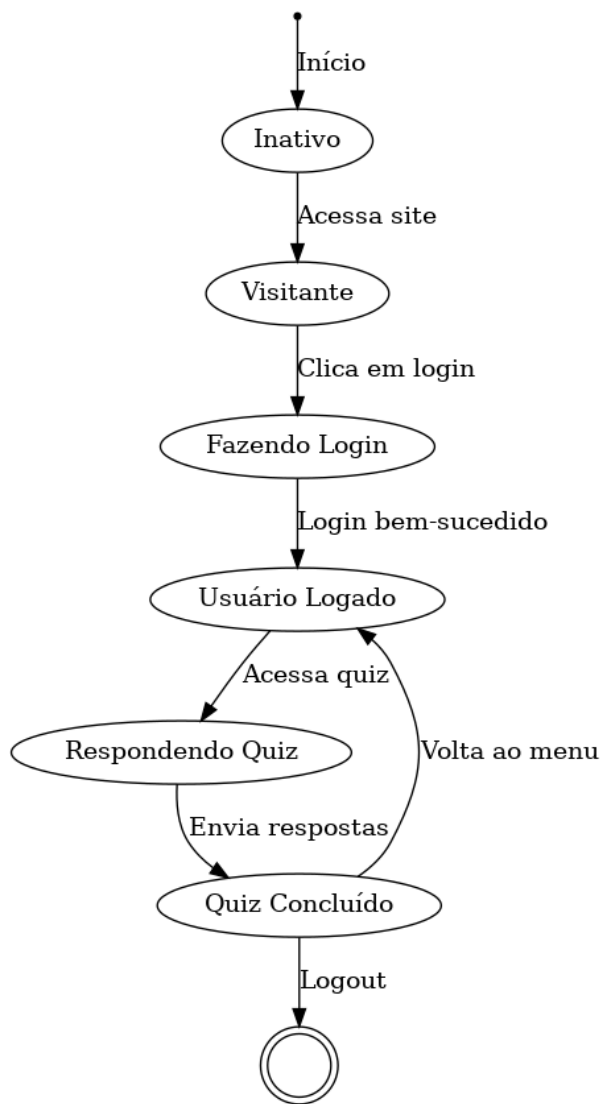 Início
Inativo
Acessa site
Visitante
Clica em login
Fazendo Login
Login bem-sucedido
Usuário Logado
Acessa quiz
Respondendo Quiz
Volta ao menu
Envia respostas
Quiz Concluído
Logout